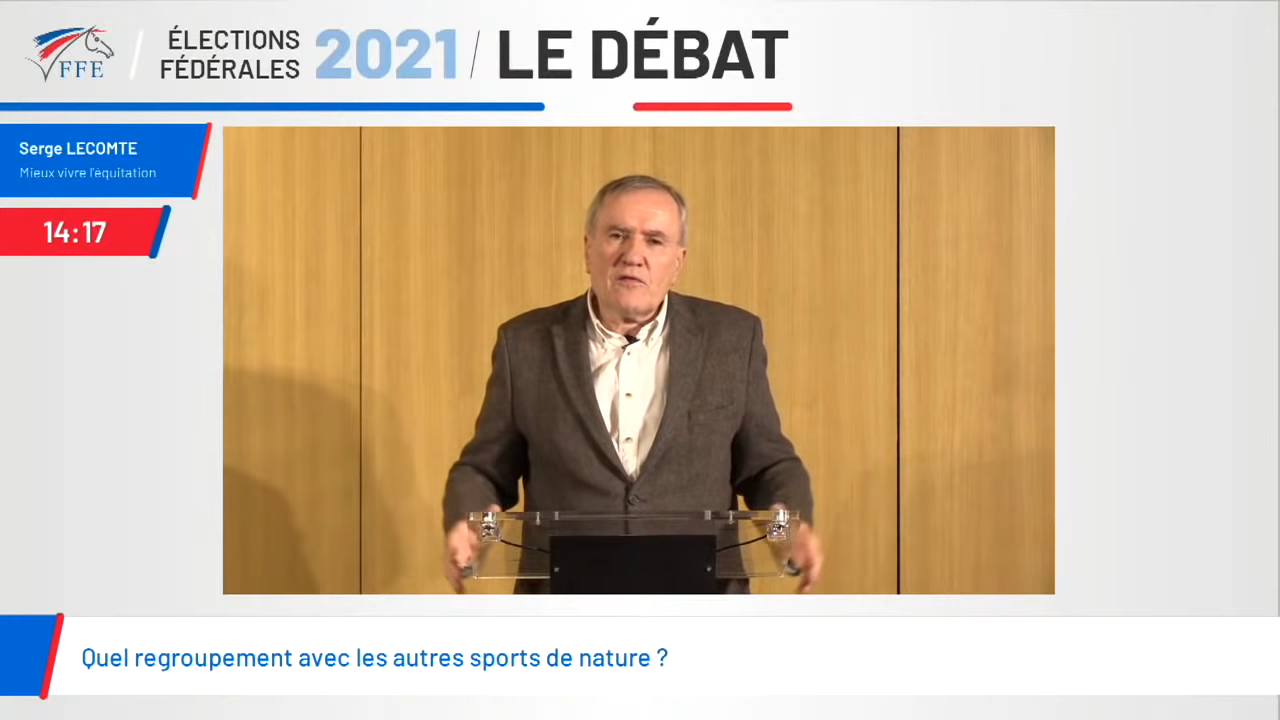 FFE
ÉLECTIONS
FÉDÉRALES
2021
LE DÉBAT
Serge LECOMTE
Mieux vivre l'équitation
14:17
Quel regroupement avec les autres sports de nature ?